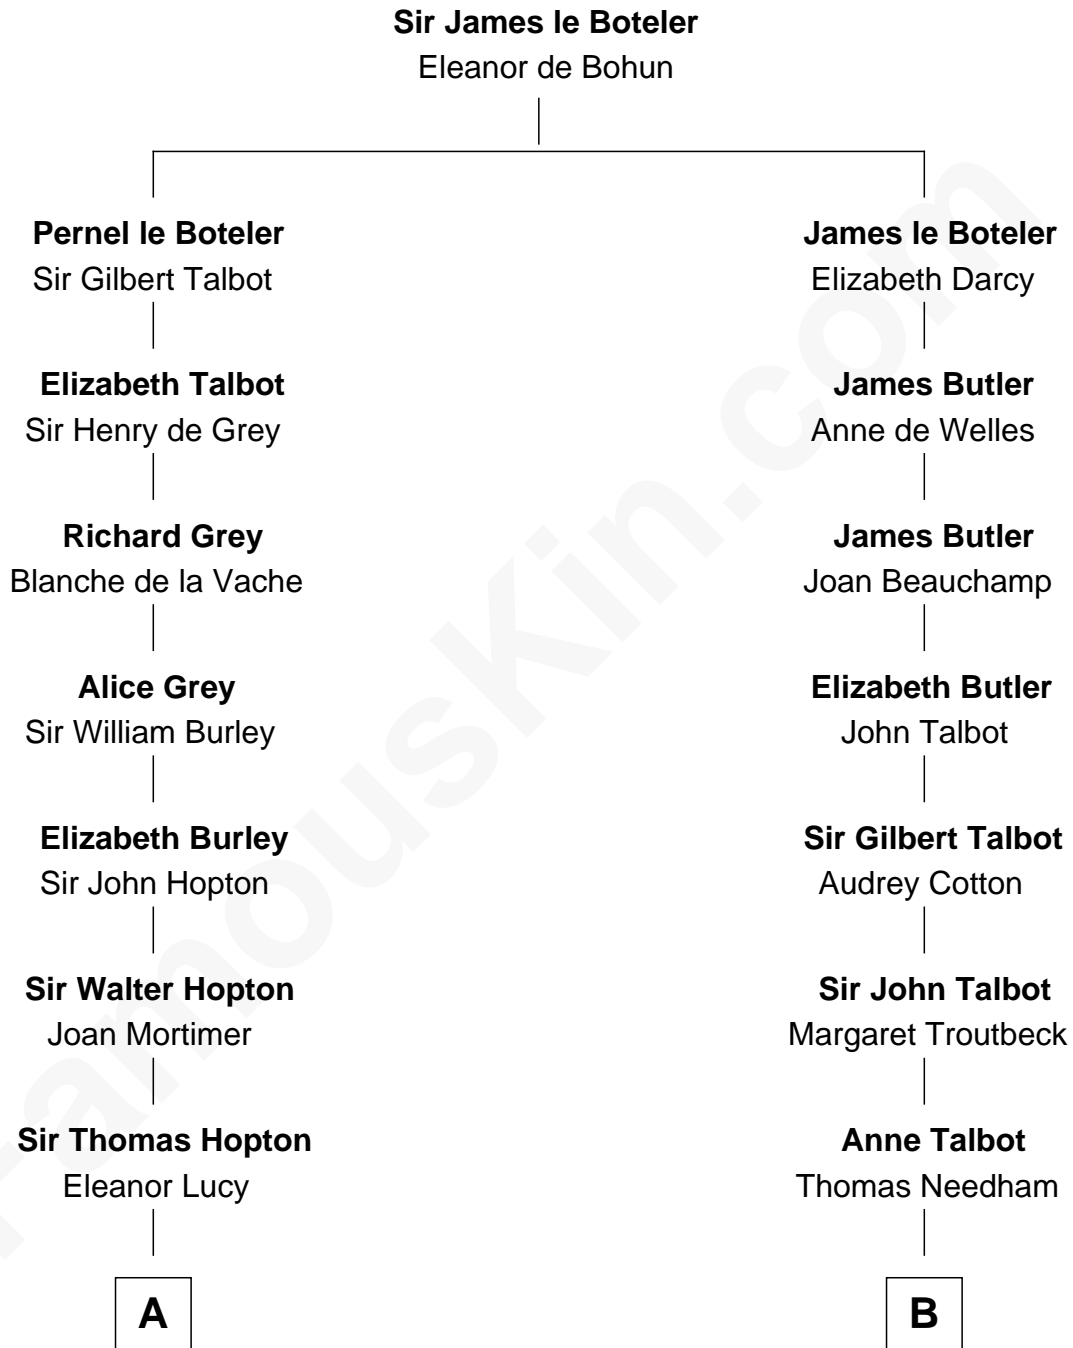 Sir James le Boteler
Eleanor de Bohun
Pernel le Boteler
Sir Gilbert Talbot
James le Boteler
Elizabeth Darcy
Elizabeth Talbot
Sir Henry de Grey
James Butler
Anne de Welles
Richard Grey
Blanche de la Vache
James Butler
Joan Beauchamp
Alice Grey
Sir William Burley
Elizabeth Butler
John Talbot
Elizabeth Burley
Sir John Hopton
Sir Gilbert Talbot
Audrey Cotton
Sir Walter Hopton
Joan Mortimer
Sir John Talbot
Margaret Troutbeck
Sir Thomas Hopton
Eleanor Lucy
Anne Talbot
Thomas Needham
A
B
FamousKin.com